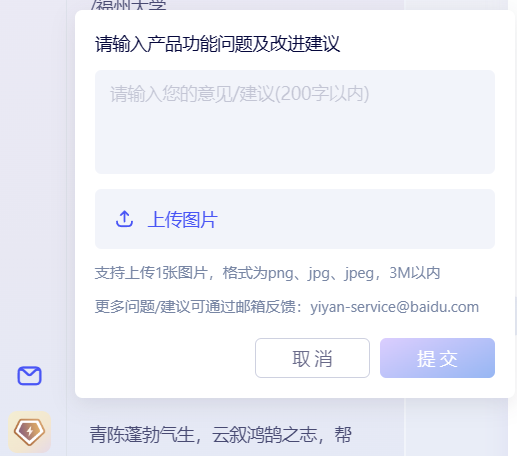 /福州大学
请输入产品功能问题及改进建议
请输入您的意见/建议(200字以内)
上传图片
支持上传1张图片，格式为png、jpg、jpeg，3M以内
更多问题/建议可通过邮箱反馈：yiyan-service@baidu.com
取消
提交
青陈蓬勃气生，云叙鸿鹄之志，帮